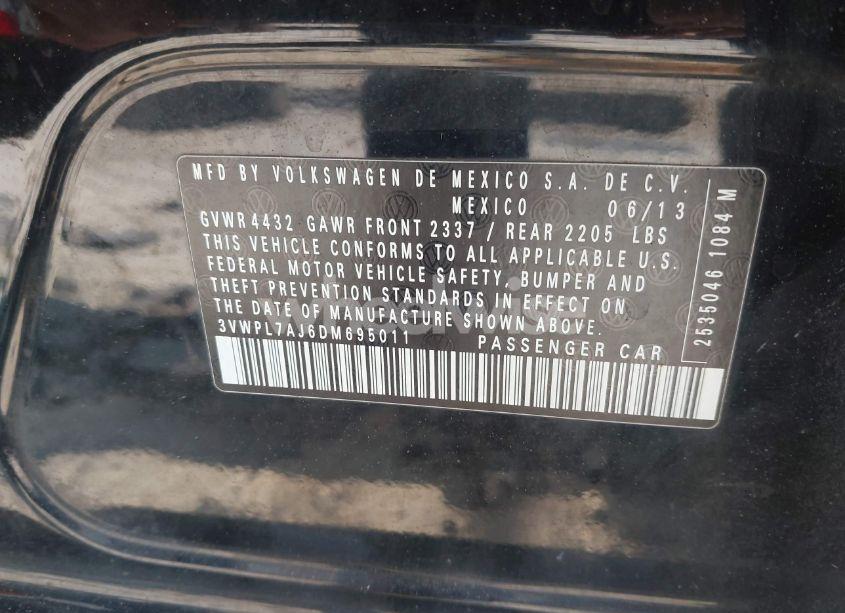 MFD BY VOLKSWAGEN DE MEXICO S.A. DE C.V.
MEXICO 06/13
GVWR 4432 GAWR FRONT 2337 / REAR 2205 LBS
THIS VEHICLE CONFORMS TO ALL APPLICABLE U.S.
FEDERAL MOTOR VEHICLE SAFETY, BUMPER AND
THEFT PREVENTION STANDARDS IN EFFECT ON
THE DATE OF MANUFACTURE SHOWN ABOVE.
3VWPL7AJ6DM695011 PASSENGER CAR
2535046 1084 M